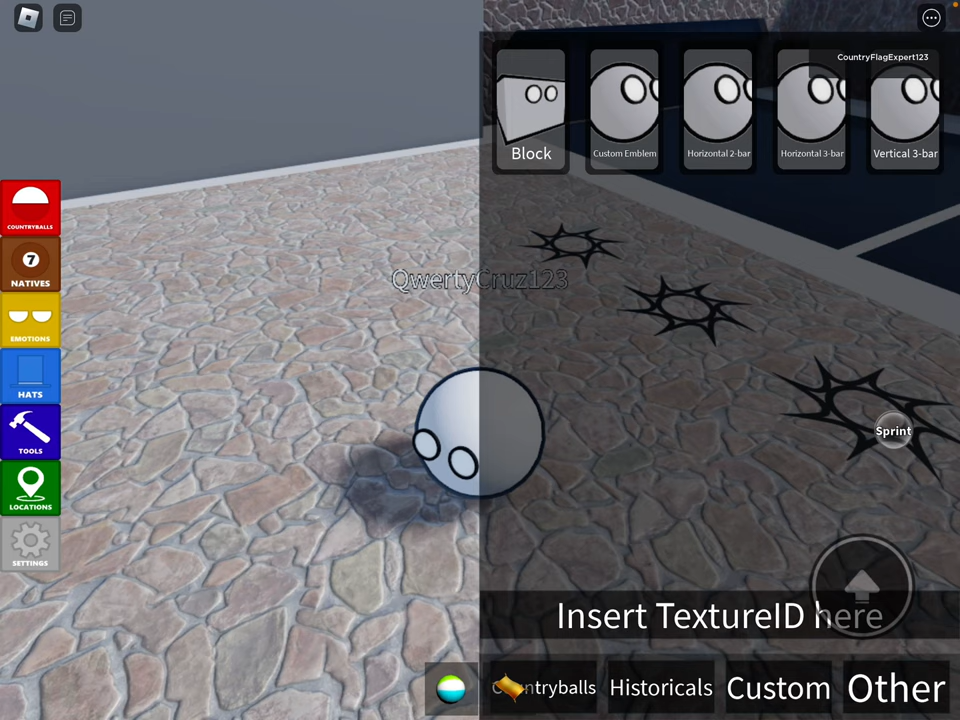 CountryFlagExpert123
Block
Custom Emblem
Horizontal 2-bar
Horizontal 3-bar
Vertical 3-bar
COUNTRYBALLS
7
NATIVES
EMOTIONS
HATS
TOOLS
LOCATIONS
SETTINGS
QwertyCruz123
Sprint
Insert TextureID here
Countryballs
Historicals
Custom
Other